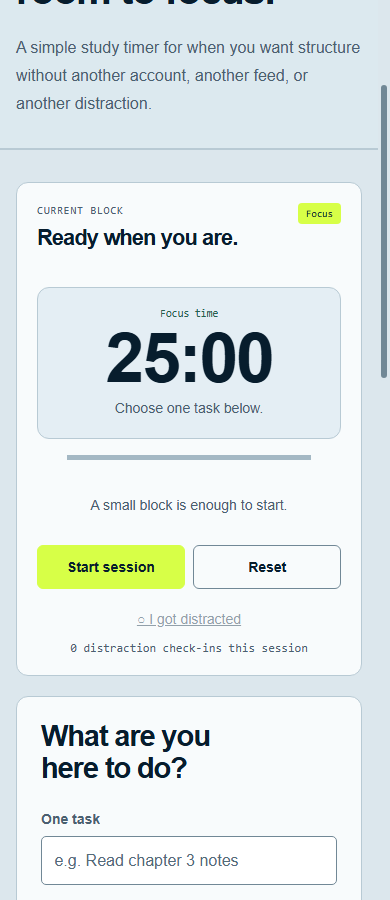 room to focus.
A simple study timer for when you want structure
without another account, another feed, or
another distraction.
CURRENT BLOCK
Focus
Ready when you are.
Focus time
25:00
Choose one task below.
A small block is enough to start.
Start session
Reset
○ I got distracted
0 distraction check-ins this session
What are you
here to do?
One task
e.g. Read chapter 3 notes